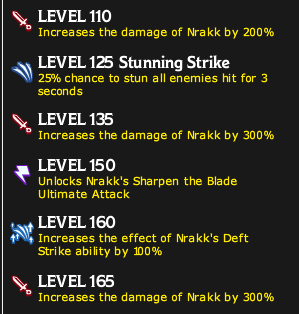 LEVEL 110
Increases the damage of Nrakk by 200%
LEVEL 125 Stunning Strike
25% chance to stun all enemies hit for 3
seconds
LEVEL 135
Increases the damage of Nrakk by 300%
LEVEL 150
Unlocks Nrakk's Sharpen the Blade
Ultimate Attack
LEVEL 160
Increases the effect of Nrakk's Deft
Strike ability by 100%
LEVEL 165
Increases the damage of Nrakk by 300%